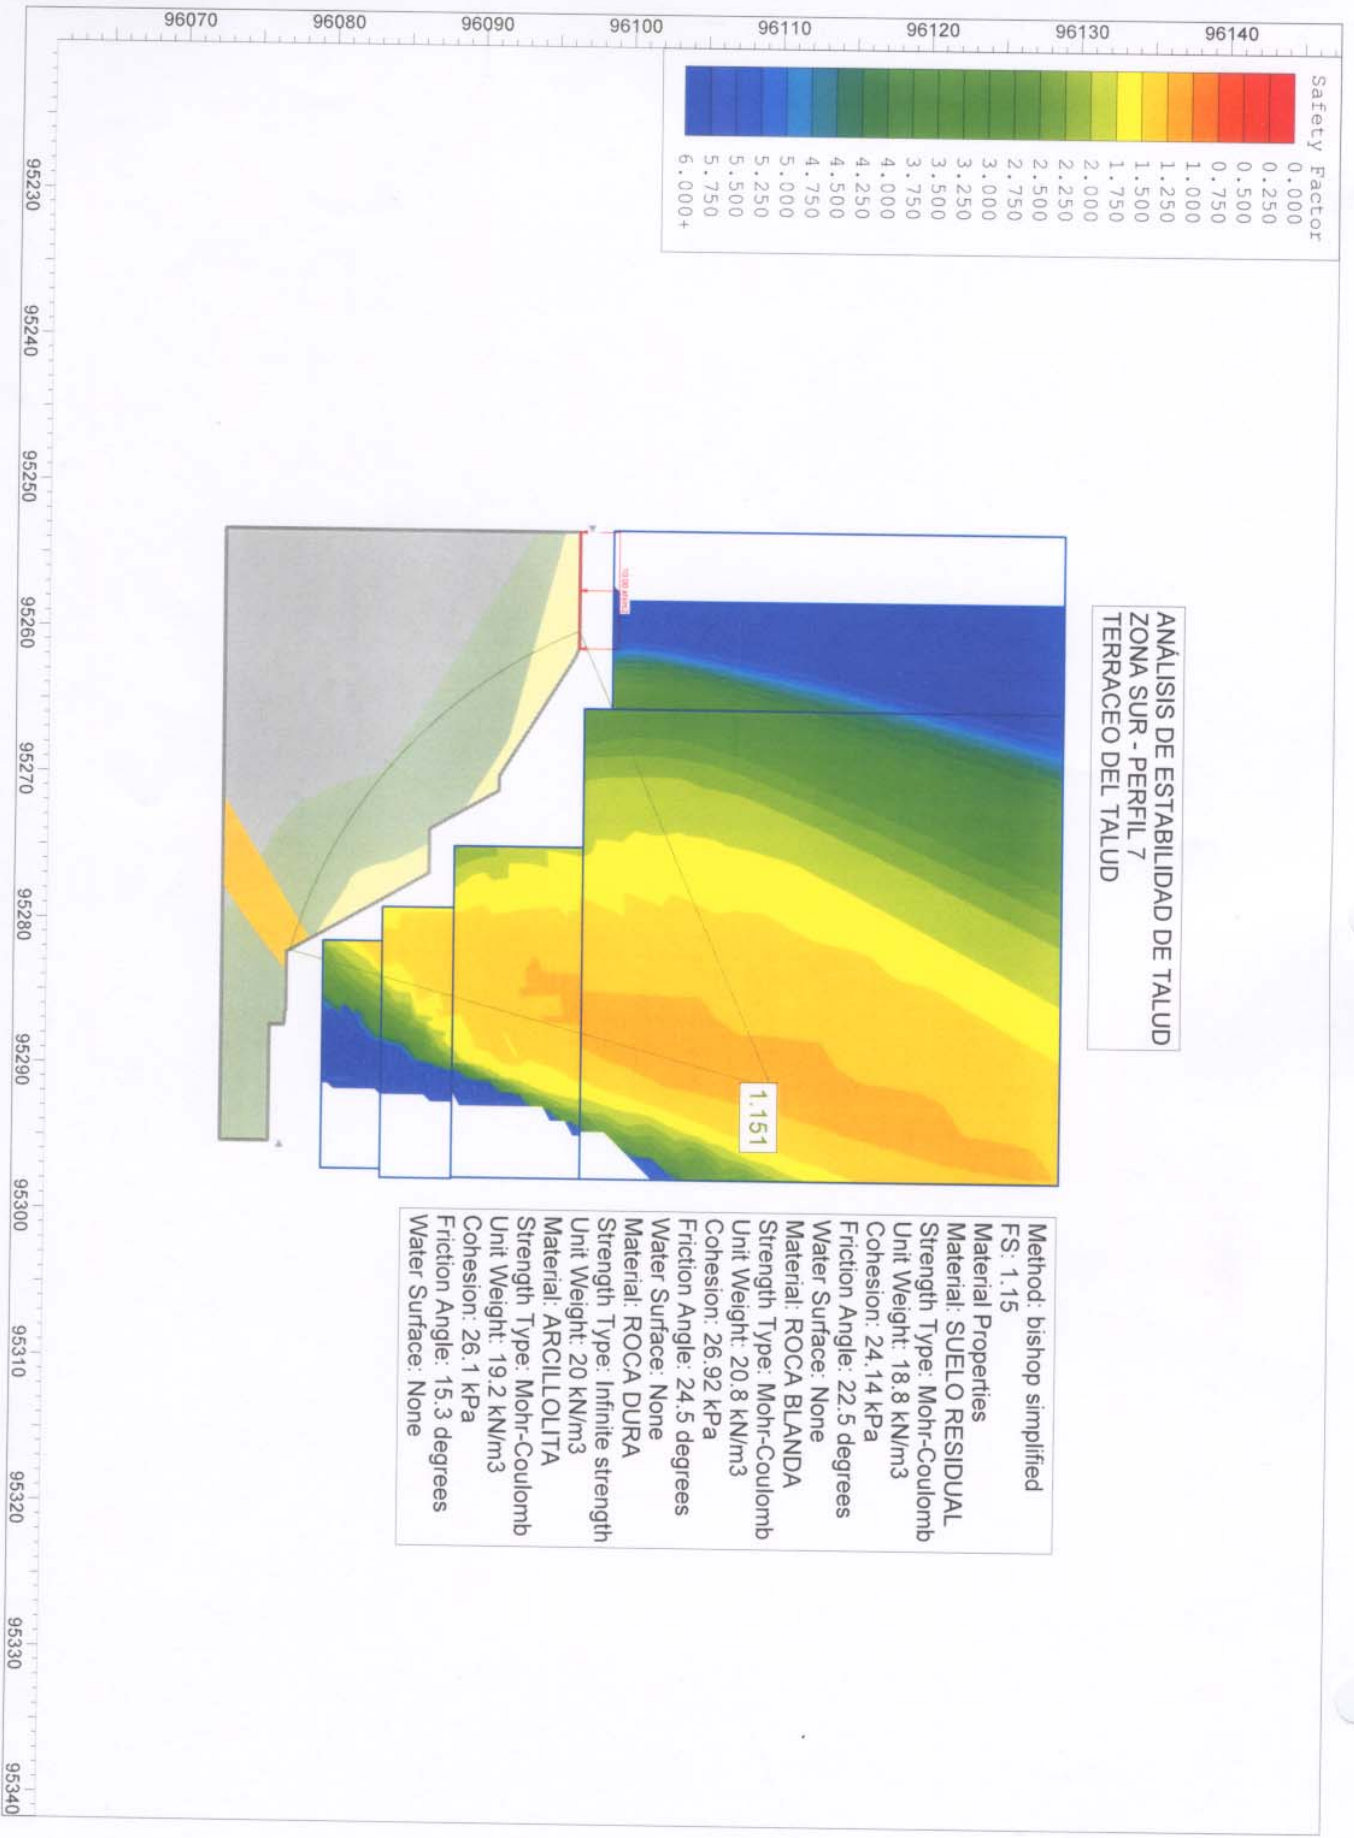 Safety Factor
0.000
0.250
0.500
0.750
1.000
1.250
1.500
1.750
2.000
2.250
2.500
2.750
3.000
3.250
3.500
3.750
4.000
4.250
4.500
4.750
5.000
5.250
5.500
5.750
6.000+
96140
96130
96120
96110
96100
96090
96080
96070
ANÁLISIS DE ESTABILIDAD DE TALUD
ZONA SUR - PERFIL 7
TERRACEO DEL TALUD
1.151
Method: bishop simplified
FS: 1.15
Material Properties
Material: SUELO RESIDUAL
Strength Type: Mohr-Coulomb
Unit Weight: 18.8 kN/m3
Cohesion: 24.14 kPa
Friction Angle: 22.5 degrees
Water Surface: None
Material: ROCA BLANDA
Strength Type: Mohr-Coulomb
Unit Weight: 20.8 kN/m3
Cohesion: 26.92 kPa
Friction Angle: 24.5 degrees
Water Surface: None
Material: ROCA DURA
Strength Type: Infinite strength
Unit Weight: 20 kN/m3
Material: ARCILLOLITA
Strength Type: Mohr-Coulomb
Unit Weight: 19.2 kN/m3
Cohesion: 26.1 kPa
Friction Angle: 15.3 degrees
Water Surface: None
95230
95240
95250
95260
95270
95280
95290
95300
95310
95320
95330
95340